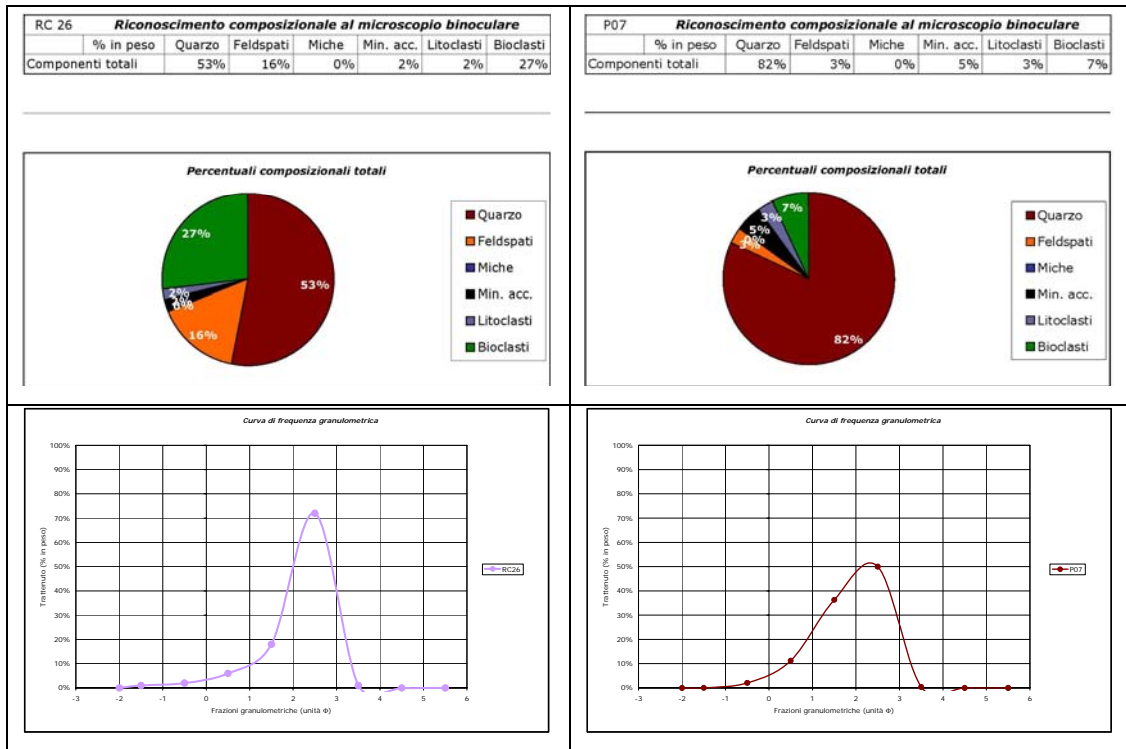 RC 26 Riconoscimento composizionale al microscopio binoculare
% in peso Quarzo Feldspati Miche Min. acc. Litoclasti Bioclasti
Componenti totali 53% 16% 0% 2% 2% 27%
Percentuali composizionali totali
27%
53%
2%
2%
0%
16%
Quarzo
Feldspati
Miche
Min. acc.
Litoclasti
Bioclasti
P07 Riconoscimento composizionale al microscopio binoculare
% in peso Quarzo Feldspati Miche Min. acc. Litoclasti Bioclasti
Componenti totali 82% 3% 0% 5% 3% 7%
Percentuali composizionali totali
7%
3%
5%
0%
3%
82%
Quarzo
Feldspati
Miche
Min. acc.
Litoclasti
Bioclasti
Curva di frequenza granulometrica
100%
90%
80%
70%
60%
50%
40%
30%
20%
10%
0%
Trattenuto (% in peso)
-3 -2 -1 0 1 2 3 4 5 6
Frazioni granulometriche (unità Φ)
RC26
Curva di frequenza granulometrica
100%
90%
80%
70%
60%
50%
40%
30%
20%
10%
0%
Trattenuto (% in peso)
-3 -2 -1 0 1 2 3 4 5 6
Frazioni granulometriche (unità Φ)
P07